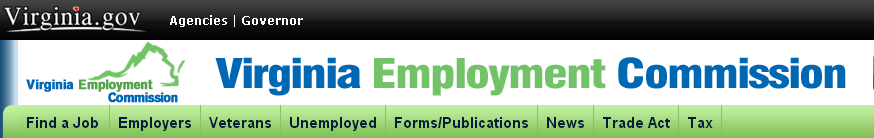 Virginia.gov Agencies | Governor
Virginia Employment Commission
Virginia Employment Commission
Find a Job Employers Veterans Unemployed Forms/Publications News Trade Act Tax